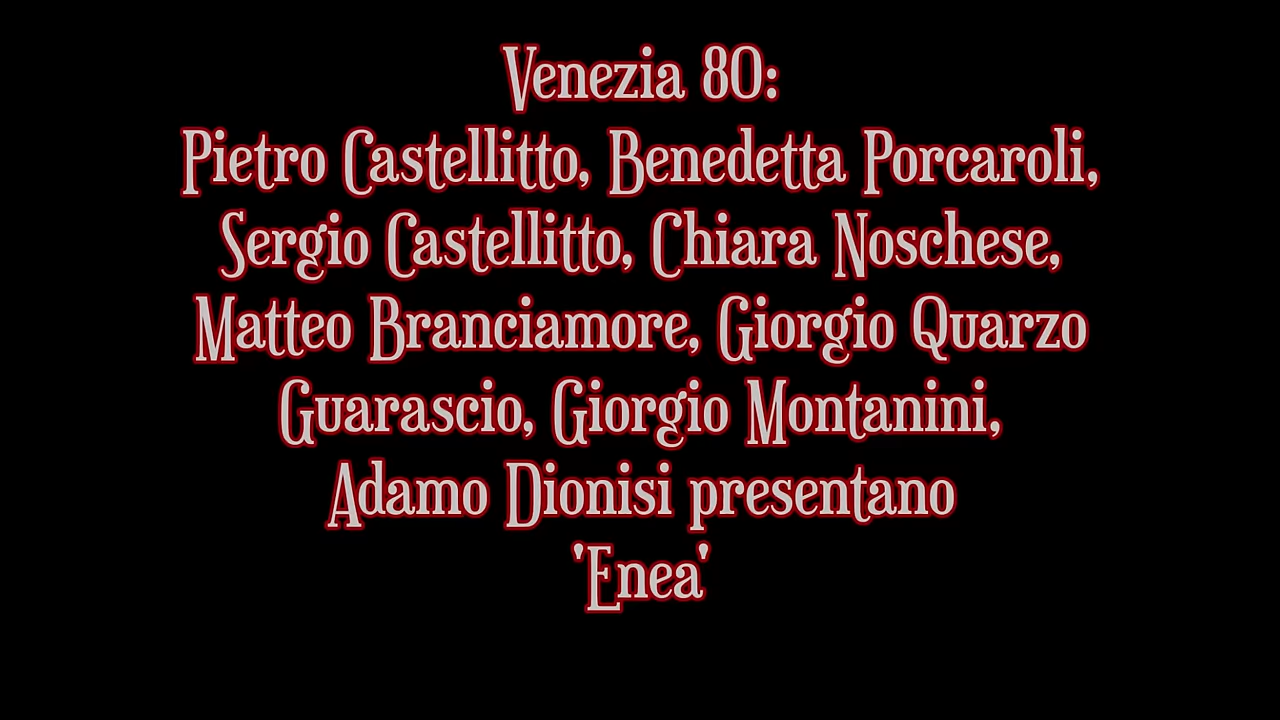 Venezia 80:
Pietro Castellitto, Benedetta Porcaroli,
Sergio Castellitto, Chiara Noschese,
Matteo Branciamore, Giorgio Quarzo
Guarascio, Giorgio Montanini,
Adamo Dionisi presentano
'Enea'